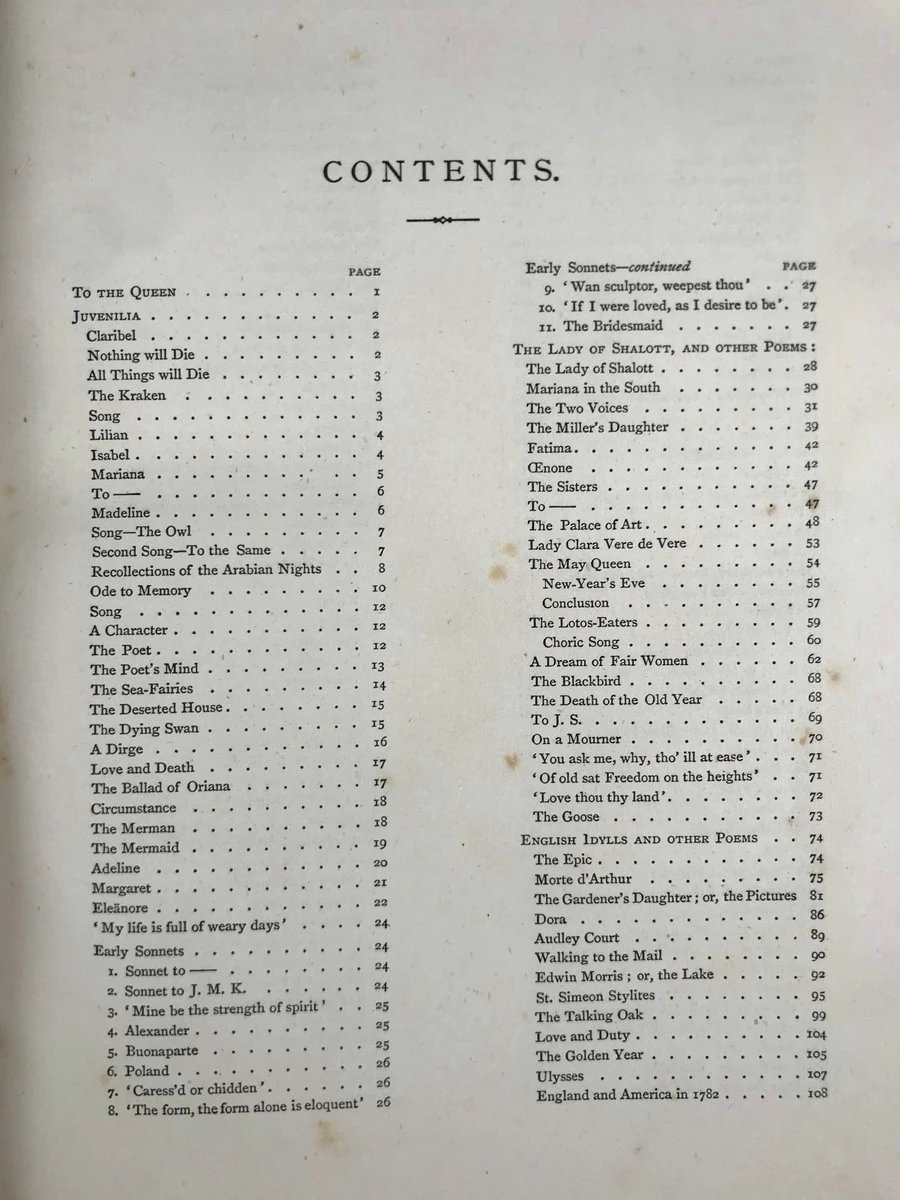 CONTENTS.
PAGE
TO THE QUEEN . . . . . . . . . . 1
JUVENILIA . . . . . . . . . . . . 2
Claribel . . . . . . . . . . . . 2
Nothing will Die . . . . . . . . . 2
All Things will Die . . . . . . . . 3
The Kraken . . . . . . . . . . 3
Song . . . . . . . . . . . . . 3
Lilian . . . . . . . . . . . . . 4
Isabel . . . . . . . . . . . . . 4
Mariana . . . . . . . . . . . . 5
To —— . . . . . . . . . . . . 6
Madeline . . . . . . . . . . . . 6
Song—The Owl . . . . . . . . . 7
Second Song—To the Same . . . . . 7
Recollections of the Arabian Nights . . 8
Ode to Memory . . . . . . . . . 10
Song . . . . . . . . . . . . . 12
A Character . . . . . . . . . . . 12
The Poet . . . . . . . . . . . . 12
The Poet's Mind . . . . . . . . . 13
The Sea-Fairies . . . . . . . . . 14
The Deserted House . . . . . . . . 15
The Dying Swan . . . . . . . . . 15
A Dirge . . . . . . . . . . . . 16
Love and Death . . . . . . . . . 17
The Ballad of Oriana . . . . . . . 17
Circumstance . . . . . . . . . . 18
The Merman . . . . . . . . . . 18
The Mermaid . . . . . . . . . . 19
Adeline . . . . . . . . . . . . 20
Margaret . . . . . . . . . . . . 21
Eleänore . . . . . . . . . . . . 22
'My life is full of weary days' . . . . 24
Early Sonnets . . . . . . . . . . 24
1. Sonnet to —— . . . . . . . . 24
2. Sonnet to J. M. K. . . . . . . 24
3. 'Mine be the strength of spirit' . . 25
4. Alexander . . . . . . . . . . 25
5. Buonaparte . . . . . . . . . 25
6. Poland . . . . . . . . . . . 26
7. 'Caress'd or chidden' . . . . . . 26
8. 'The form, the form alone is eloquent' 26
Early Sonnets—continued PAGE
9. 'Wan sculptor, weepest thou' . . 27
10. 'If I were loved, as I desire to be' . 27
11. The Bridesmaid . . . . . . . 27
THE LADY OF SHALOTT, AND OTHER POEMS :
The Lady of Shalott . . . . . . . . 28
Mariana in the South . . . . . . . 30
The Two Voices . . . . . . . . . 31
The Miller's Daughter . . . . . . . 39
Fatima . . . . . . . . . . . . . 42
Œnone . . . . . . . . . . . . 42
The Sisters . . . . . . . . . . . 47
To —— . . . . . . . . . . . . 47
The Palace of Art . . . . . . . . . 48
Lady Clara Vere de Vere . . . . . . 53
The May Queen . . . . . . . . . 54
New-Year's Eve . . . . . . . . 55
Conclusion . . . . . . . . . . 57
The Lotos-Eaters . . . . . . . . . 59
Choric Song . . . . . . . . . . 60
A Dream of Fair Women . . . . . . 62
The Blackbird . . . . . . . . . . 68
The Death of the Old Year . . . . . 68
To J. S. . . . . . . . . . . . . 69
On a Mourner . . . . . . . . . . 70
'You ask me, why, tho' ill at ease' . . . 71
'Of old sat Freedom on the heights' . . 71
'Love thou thy land' . . . . . . . . 72
The Goose . . . . . . . . . . . 73
ENGLISH IDYLLS AND OTHER POEMS . . 74
The Epic . . . . . . . . . . . . 74
Morte d'Arthur . . . . . . . . . 75
The Gardener's Daughter ; or, the Pictures 81
Dora . . . . . . . . . . . . . 86
Audley Court . . . . . . . . . . 89
Walking to the Mail . . . . . . . . 90
Edwin Morris ; or, the Lake . . . . . 92
St. Simeon Stylites . . . . . . . . 95
The Talking Oak . . . . . . . . . 99
Love and Duty . . . . . . . . . . 104
The Golden Year . . . . . . . . . 105
Ulysses . . . . . . . . . . . . 107
England and America in 1782 . . . . . 108